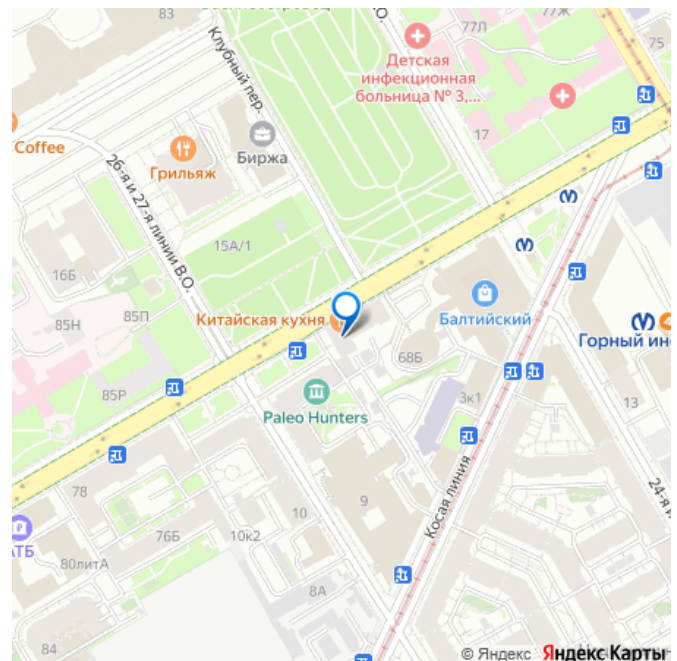 83
77Л
77Ж
75
Клубный пер.
Детская
инфекционная
больница № 3,...
17
Coffee
Грильяж
Биржа
26-я и 27-я линии В.О.
15А/1
16Б
85Н
85П
Китайская кухня
Балтийский
Горный ин
68Б
85Р
Paleo Hunters
3к1
13
Косая линия
24-я и
78
9
10
76Б
10к2
АТБ
80литА
8А
84
© Яндекс Яндекс Карты